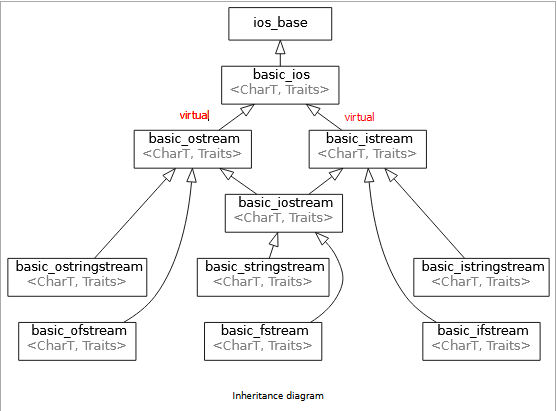 ios_base
basic_ios
<CharT, Traits>
virtual
virtual
basic_ostream
<CharT, Traits>
basic_istream
<CharT, Traits>
basic_iostream
<CharT, Traits>
basic_ostringstream
<CharT, Traits>
basic_stringstream
<CharT, Traits>
basic_istringstream
<CharT, Traits>
basic_ofstream
<CharT, Traits>
basic_fstream
<CharT, Traits>
basic_ifstream
<CharT, Traits>
Inheritance diagram